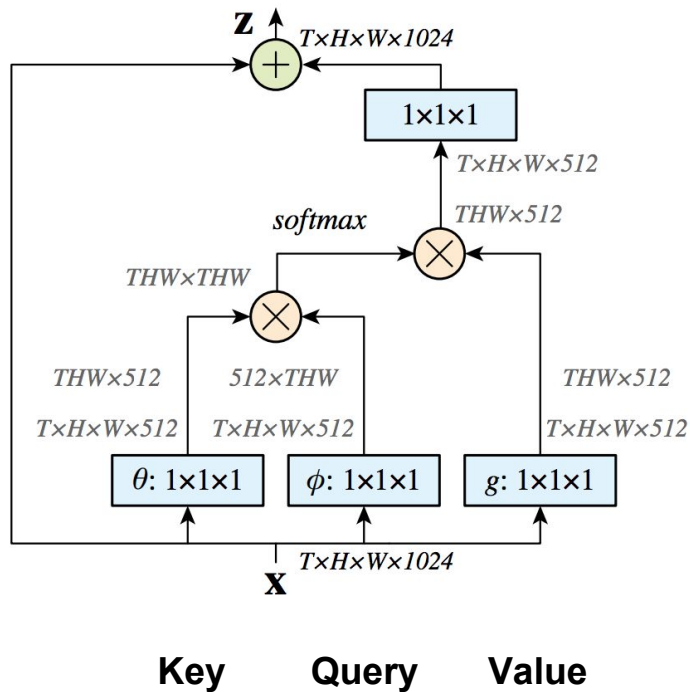 z
T×H×W×1024
1×1×1
T×H×W×512
THW×512
softmax
THW×THW
THW×512 512×THW THW×512
T×H×W×512 T×H×W×512 T×H×W×512
θ: 1×1×1 ϕ: 1×1×1 g: 1×1×1
T×H×W×1024
x
Key Query Value